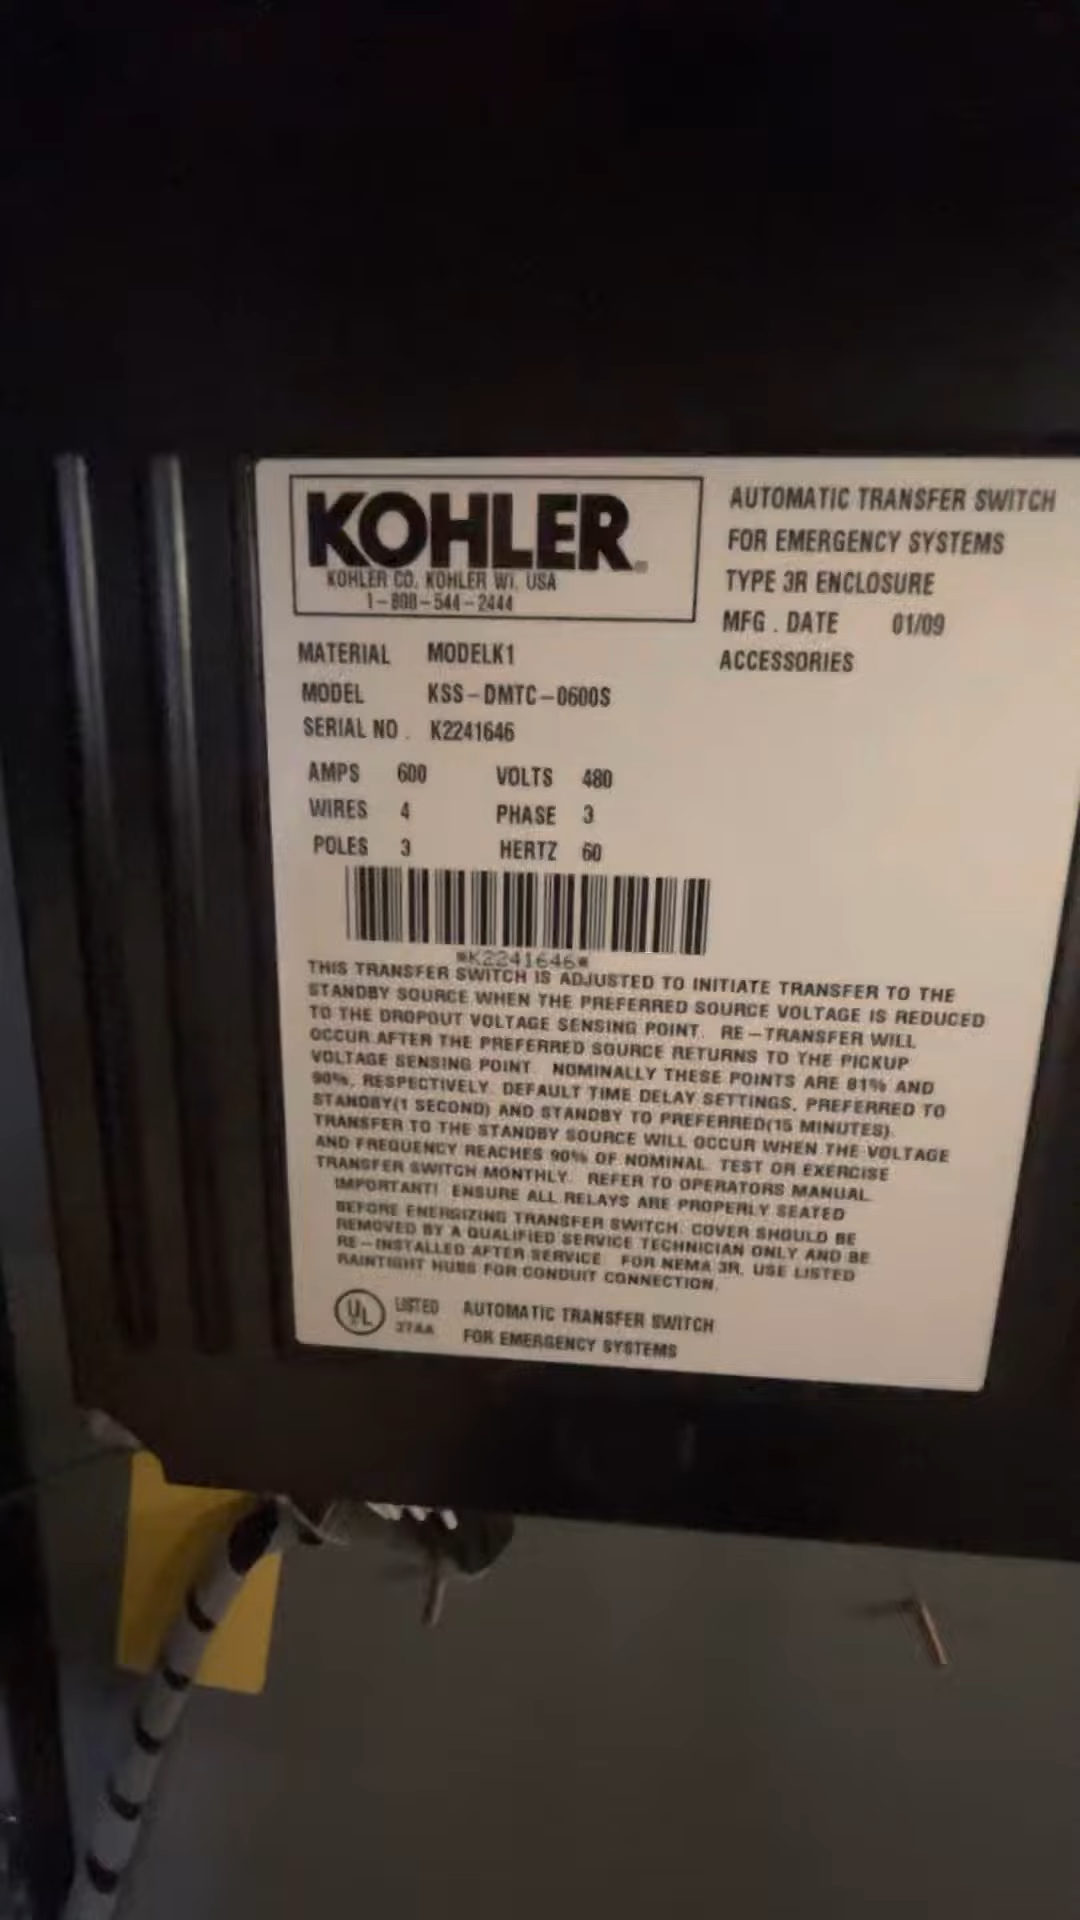 KOHLER®
KOHLER CO. KOHLER WI. USA
1-800-544-2444
AUTOMATIC TRANSFER SWITCH
FOR EMERGENCY SYSTEMS
TYPE 3R ENCLOSURE
MFG . DATE 01/09
ACCESSORIES
MATERIAL MODELK1
MODEL KSS-DMTC-0600S
SERIAL NO . K2241646
AMPS 600 VOLTS 480
WIRES 4 PHASE 3
POLES 3 HERTZ 60
*K2241646*
THIS TRANSFER SWITCH IS ADJUSTED TO INITIATE TRANSFER TO THE
STANDBY SOURCE WHEN THE PREFERRED SOURCE VOLTAGE IS REDUCED
TO THE DROPOUT VOLTAGE SENSING POINT. RE-TRANSFER WILL
OCCUR AFTER THE PREFERRED SOURCE RETURNS TO THE PICKUP
VOLTAGE SENSING POINT. NOMINALLY THESE POINTS ARE 81% AND
90%, RESPECTIVELY. DEFAULT TIME DELAY SETTINGS, PREFERRED TO
STANDBY(1 SECOND) AND STANDBY TO PREFERRED(15 MINUTES).
TRANSFER TO THE STANDBY SOURCE WILL OCCUR WHEN THE VOLTAGE
AND FREQUENCY REACHES 90% OF NOMINAL. TEST OR EXERCISE
TRANSFER SWITCH MONTHLY. REFER TO OPERATORS MANUAL.
IMPORTANT! ENSURE ALL RELAYS ARE PROPERLY SEATED
BEFORE ENERGIZING TRANSFER SWITCH. COVER SHOULD BE
REMOVED BY A QUALIFIED SERVICE TECHNICIAN ONLY AND BE
RE-INSTALLED AFTER SERVICE. FOR NEMA 3R, USE LISTED
RAINTIGHT HUBS FOR CONDUIT CONNECTION.
UL LISTED AUTOMATIC TRANSFER SWITCH
37AA FOR EMERGENCY SYSTEMS